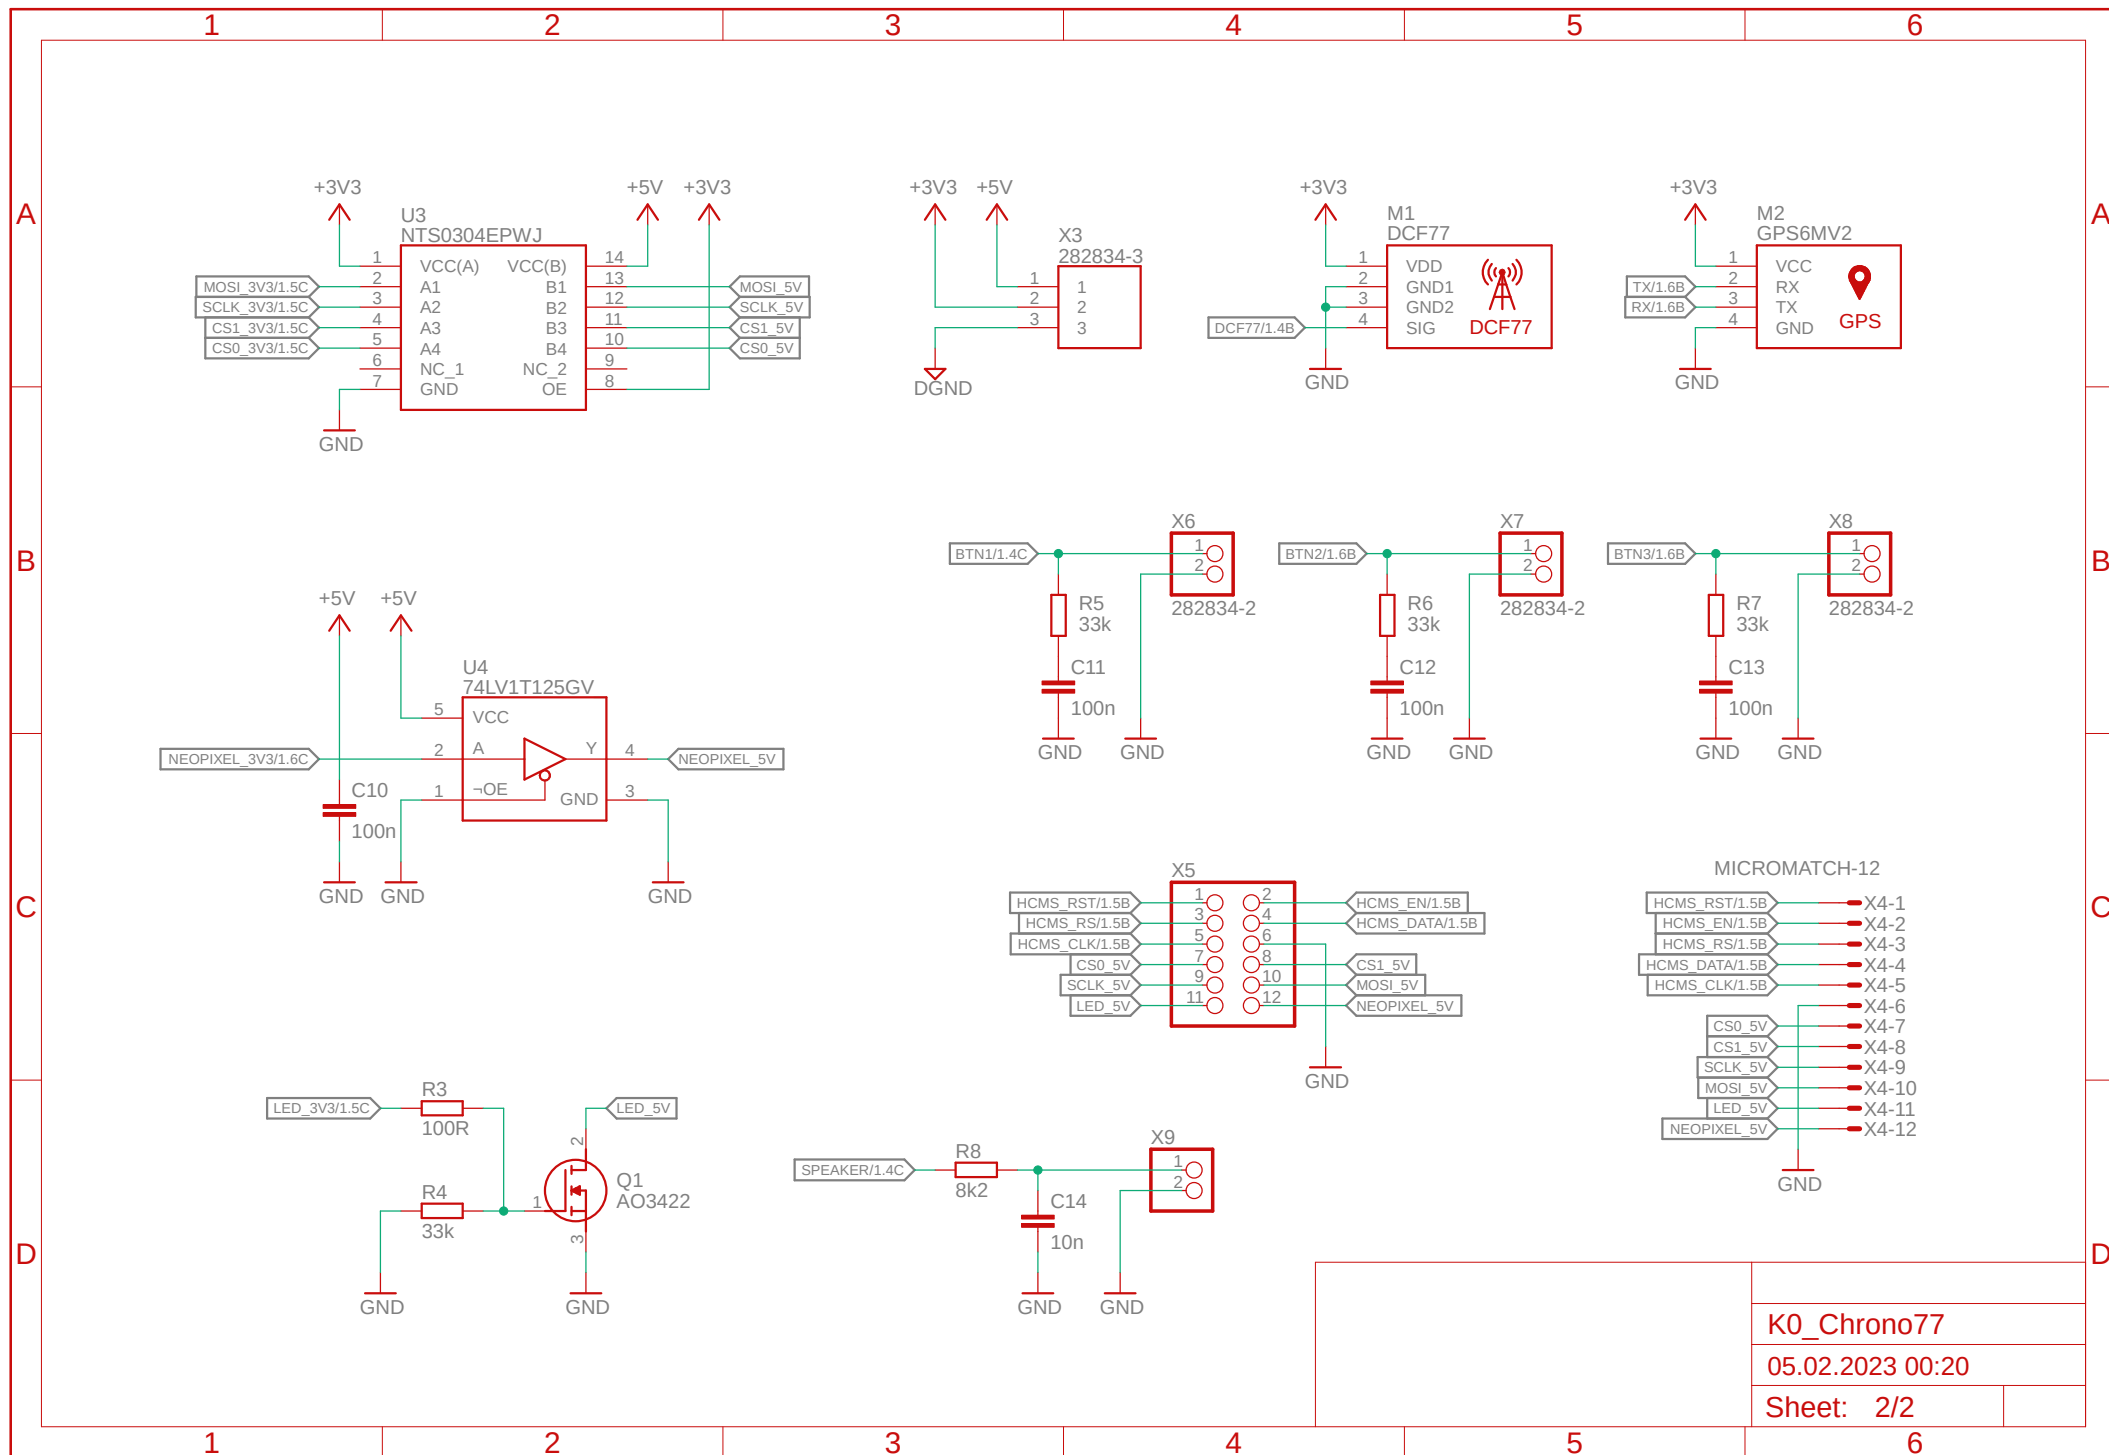 1 2 3 4 5 6
A A
+3V3 +5V +3V3
U3
NTS0304EPWJ
1 VCC(A) VCC(B) 14
MOSI_3V3/1.5C 2 A1 B1 13 MOSI_5V
SCLK_3V3/1.5C 3 A2 B2 12 SCLK_5V
CS1_3V3/1.5C 4 A3 B3 11 CS1_5V
CS0_3V3/1.5C 5 A4 B4 10 CS0_5V
6 NC_1 NC_2 9
7 GND OE 8
GND
+3V3 +5V
X3
282834-3
1 1
2 2
3 3
DGND
+3V3
M1
DCF77
1 VDD
2 GND1
3 GND2
DCF77/1.4B 4 SIG DCF77
GND
+3V3
M2
GPS6MV2
1 VCC
TX/1.6B 2 RX
RX/1.6B 3 TX
4 GND GPS
GND
B B
X6
BTN1/1.4C 1
2
282834-2
R5
33k
C11
100n
GND GND
X7
BTN2/1.6B 1
2
282834-2
R6
33k
C12
100n
GND GND
X8
BTN3/1.6B 1
2
282834-2
R7
33k
C13
100n
GND GND
+5V +5V
U4
74LV1T125GV
5 VCC
NEOPIXEL_3V3/1.6C 2 A Y 4 NEOPIXEL_5V
1 ¬OE GND 3
C10
100n
GND GND GND
C C
X5
HCMS_RST/1.5B 1 2 HCMS_EN/1.5B
HCMS_RS/1.5B 3 4 HCMS_DATA/1.5B
HCMS_CLK/1.5B 5 6
CS0_5V 7 8 CS1_5V
SCLK_5V 9 10 MOSI_5V
LED_5V 11 12 NEOPIXEL_5V
GND
MICROMATCH-12
HCMS_RST/1.5B X4-1
HCMS_EN/1.5B X4-2
HCMS_RS/1.5B X4-3
HCMS_DATA/1.5B X4-4
HCMS_CLK/1.5B X4-5
X4-6
CS0_5V X4-7
CS1_5V X4-8
SCLK_5V X4-9
MOSI_5V X4-10
LED_5V X4-11
NEOPIXEL_5V X4-12
GND
D D
LED_3V3/1.5C R3
100R
LED_5V
2
R4
33k
1
Q1
AO3422
3
GND GND
SPEAKER/1.4C R8
8k2
C14
10n
X9
1
2
GND GND
K0_Chrono77
05.02.2023 00:20
Sheet: 2/2
1 2 3 4 5 6